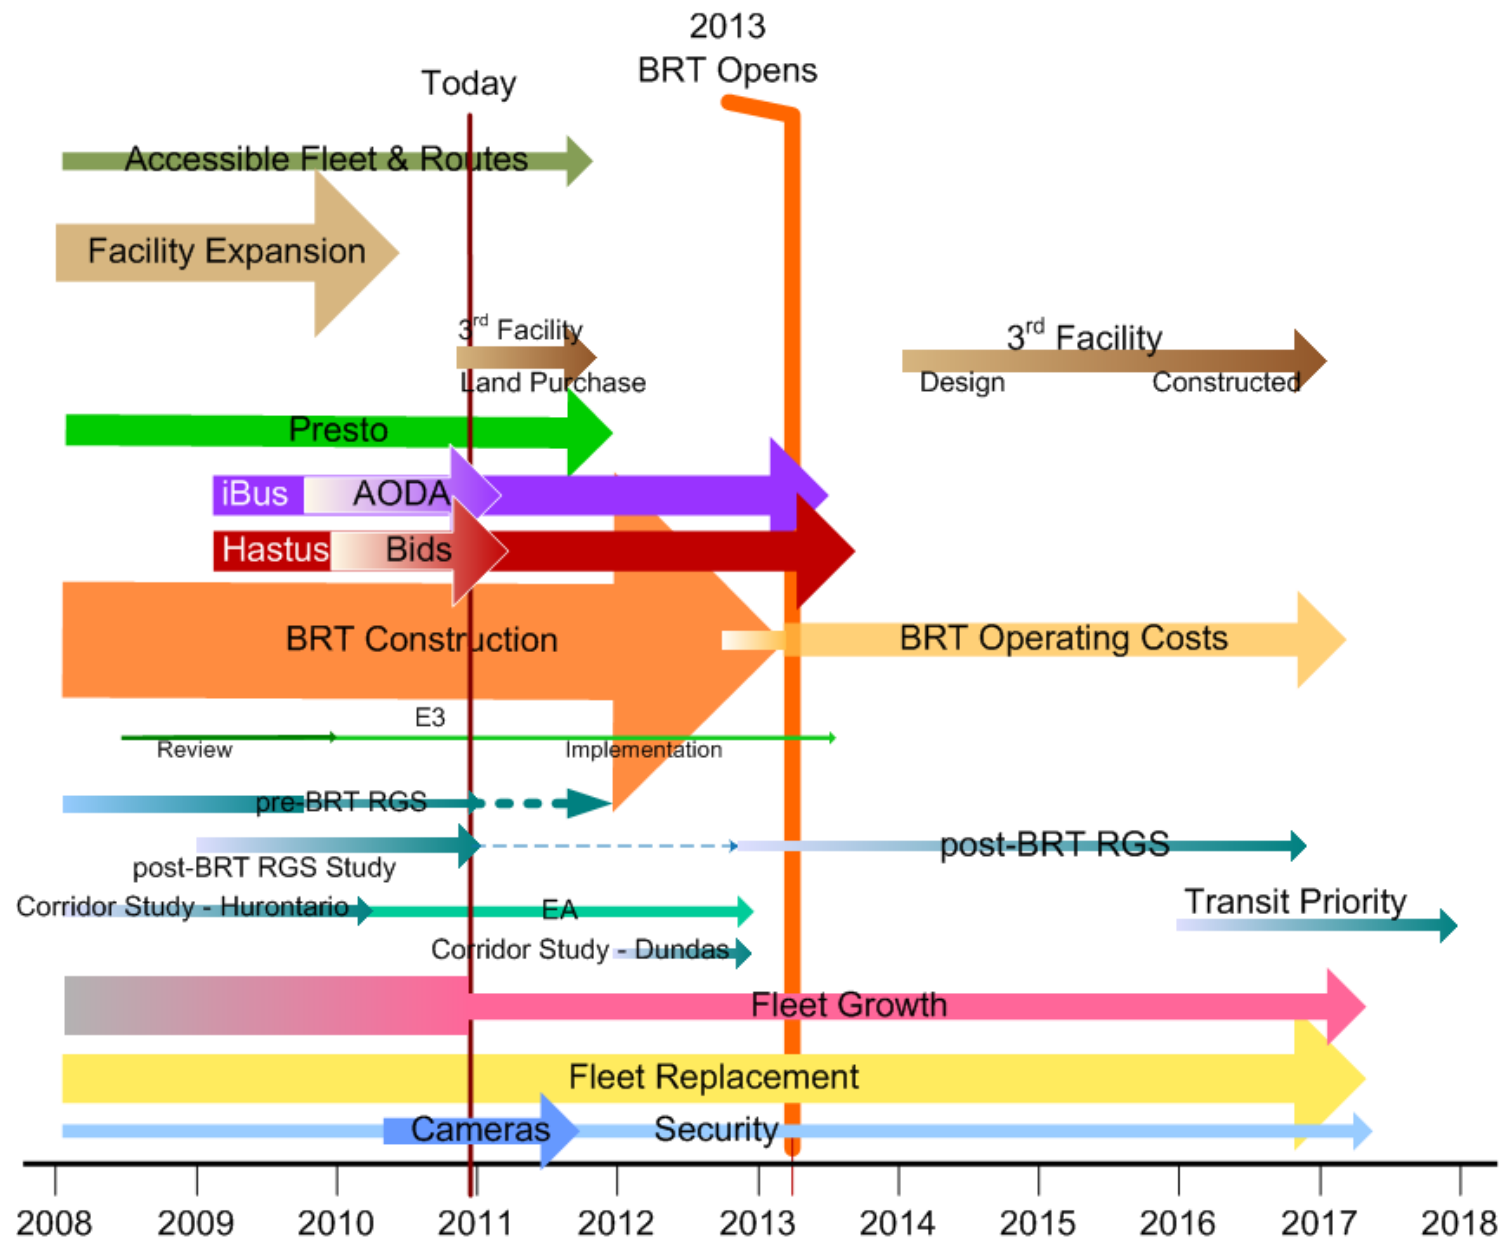 2013
BRT Opens
Today
Accessible Fleet & Routes
Facility Expansion
3rd Facility
Land Purchase
3rd Facility
Design
Constructed
Presto
iBus
AODA
Hastus
Bids
BRT Construction
BRT Operating Costs
E3
Review
Implementation
pre-BRT RGS
post-BRT RGS Study
post-BRT RGS
Corridor Study - Hurontario
EA
Transit Priority
Corridor Study - Dundas
Fleet Growth
Fleet Replacement
Cameras
Security
2008 2009 2010 2011 2012 2013 2014 2015 2016 2017 2018